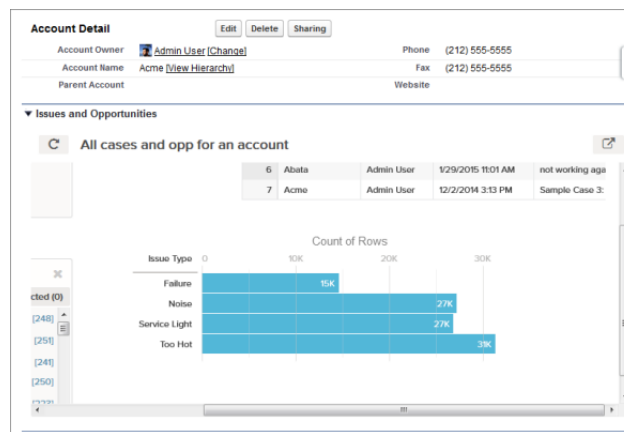 Account Detail Edit Delete Sharing
Account Owner Admin User [Change] Phone (212) 555-5555
Account Name Acme [View Hierarchy] Fax (212) 555-5555
Parent Account Website
Issues and Opportunities
All cases and opp for an account
6 Abata Admin User 1/29/2015 11:01 AM not working aga
7 Acme Admin User 12/2/2014 3:13 PM Sample Case 3:
Count of Rows
Issue Type 0 10K 20K 30K
Failure 15K
cted (0)
Noise 27K
[248]
Service Light 27K
[251]
Too Hot 31K
[241]
[250]